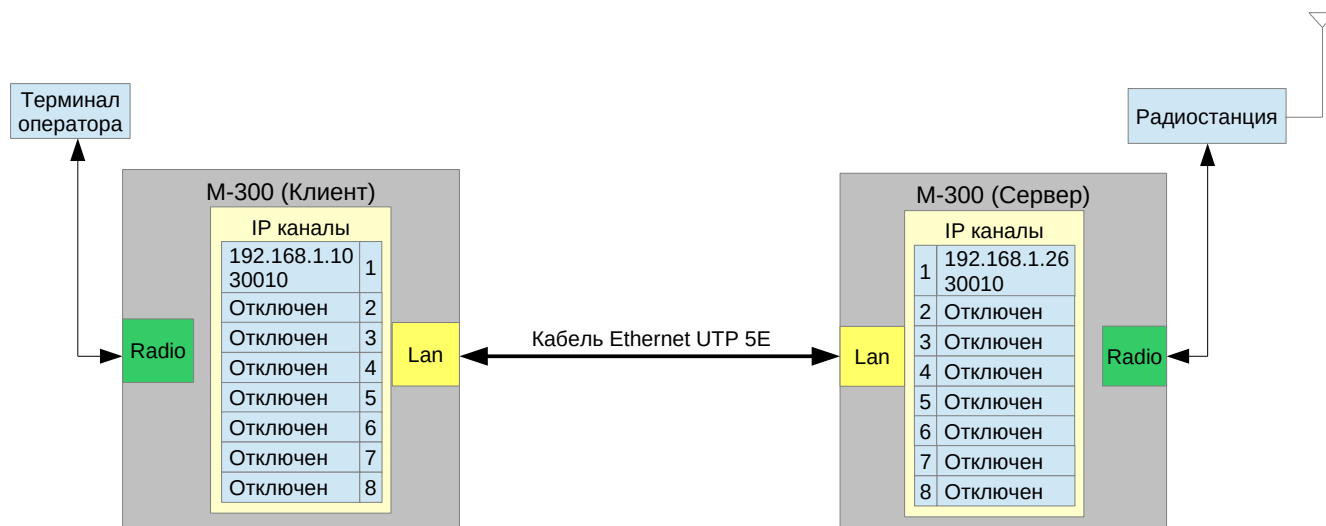 Терминал
оператора
Радиостанция
М-300 (Клиент)
IP каналы
192.168.1.10
30010
1
Отключен 2
Отключен 3
Отключен 4
Отключен 5
Отключен 6
Отключен 7
Отключен 8
Radio
Lan
Кабель Ethernet UTP 5E
М-300 (Сервер)
IP каналы
1
192.168.1.26
30010
2 Отключен
3 Отключен
4 Отключен
5 Отключен
6 Отключен
7 Отключен
8 Отключен
Lan
Radio